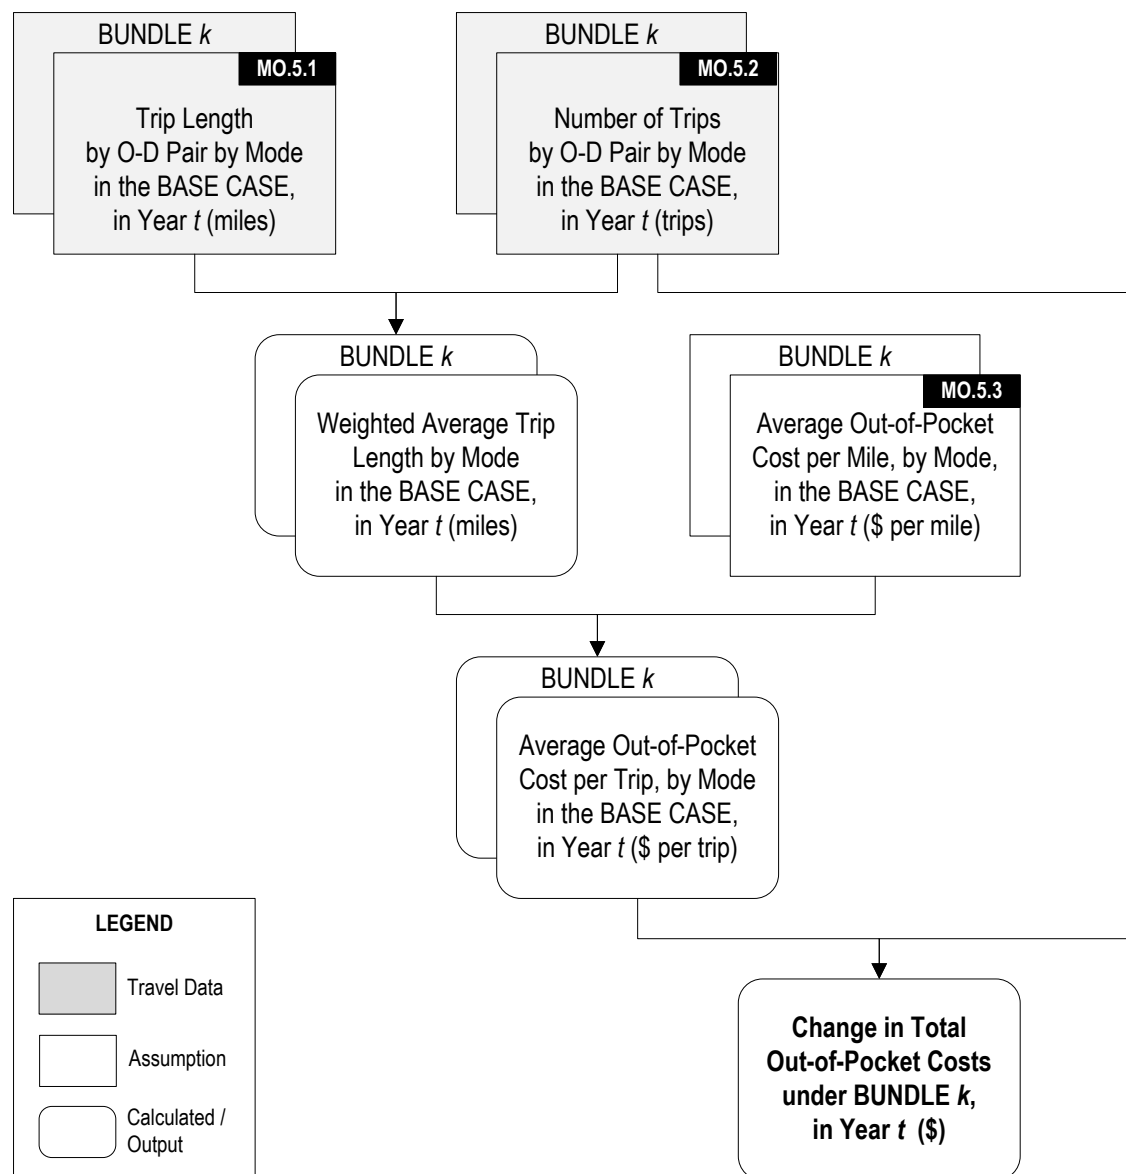 BUNDLE k
MO.5.1
Trip Length
by O-D Pair by Mode
in the BASE CASE,
in Year t (miles)
BUNDLE k
MO.5.2
Number of Trips
by O-D Pair by Mode
in the BASE CASE,
in Year t (trips)
BUNDLE k
Weighted Average Trip
Length by Mode
in the BASE CASE,
in Year t (miles)
BUNDLE k
MO.5.3
Average Out-of-Pocket
Cost per Mile, by Mode,
in the BASE CASE,
in Year t ($ per mile)
BUNDLE k
Average Out-of-Pocket
Cost per Trip, by Mode
in the BASE CASE,
in Year t ($ per trip)
LEGEND
Travel Data
Assumption
Calculated /
Output
Change in Total
Out-of-Pocket Costs
under BUNDLE k,
in Year t ($)